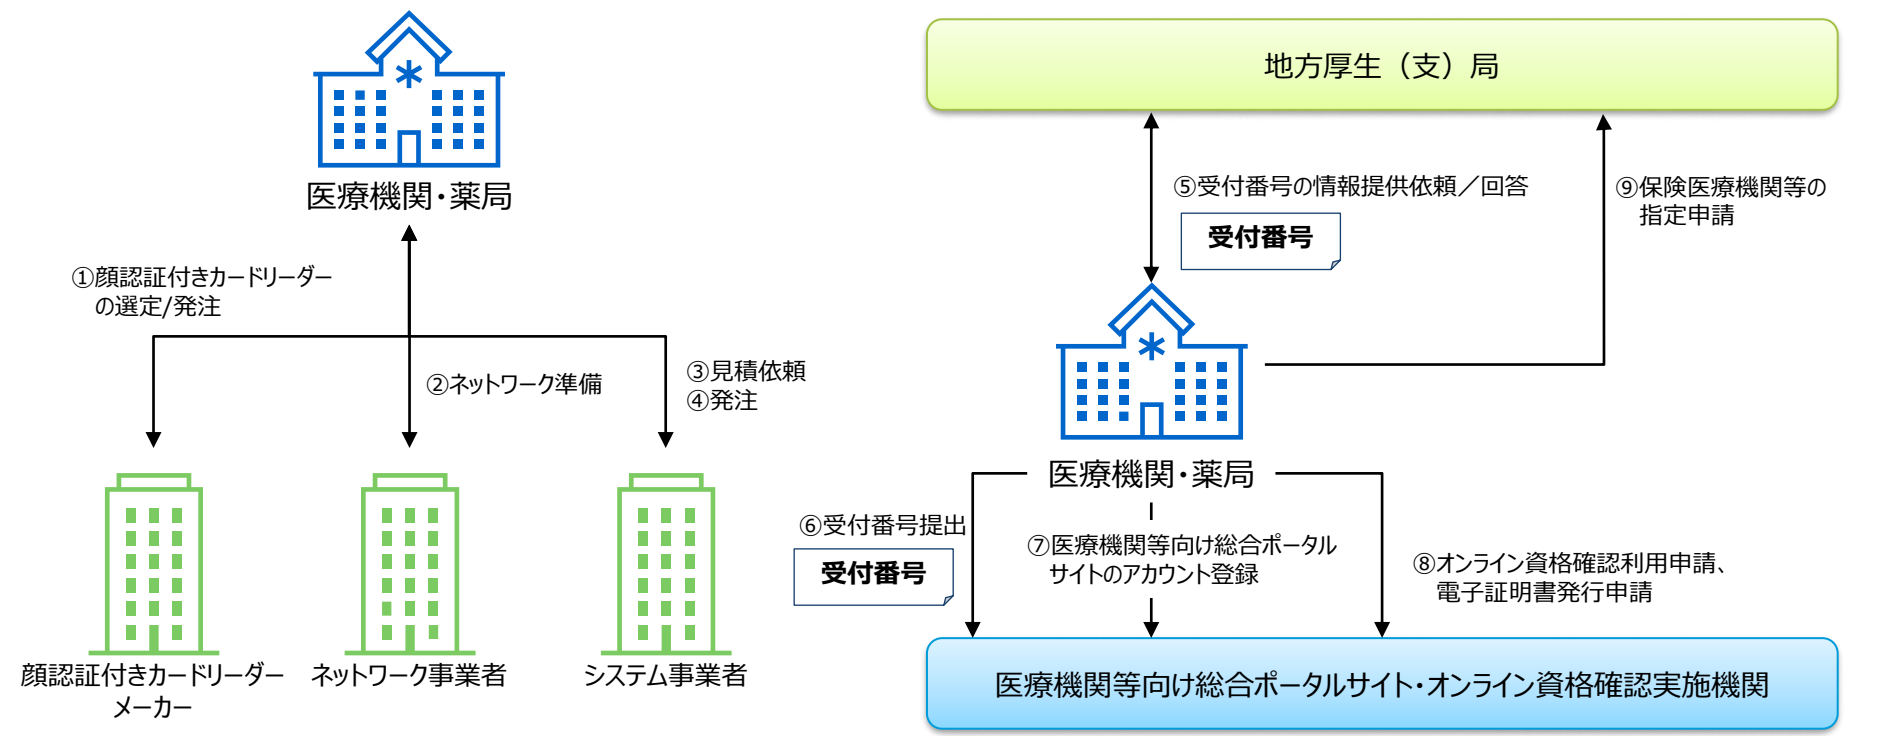 医療機関・薬局
①顔認証付きカードリーダー
の選定/発注
②ネットワーク準備
③見積依頼
④発注
顔認証付きカードリーダー
メーカー
ネットワーク事業者
システム事業者
地方厚生（支）局
⑤受付番号の情報提供依頼／回答
受付番号
⑨保険医療機関等の
指定申請
医療機関・薬局
⑥受付番号提出
受付番号
⑦医療機関等向け総合ポータル
サイトのアカウント登録
⑧オンライン資格確認利用申請、
電子証明書発行申請
医療機関等向け総合ポータルサイト・オンライン資格確認実施機関